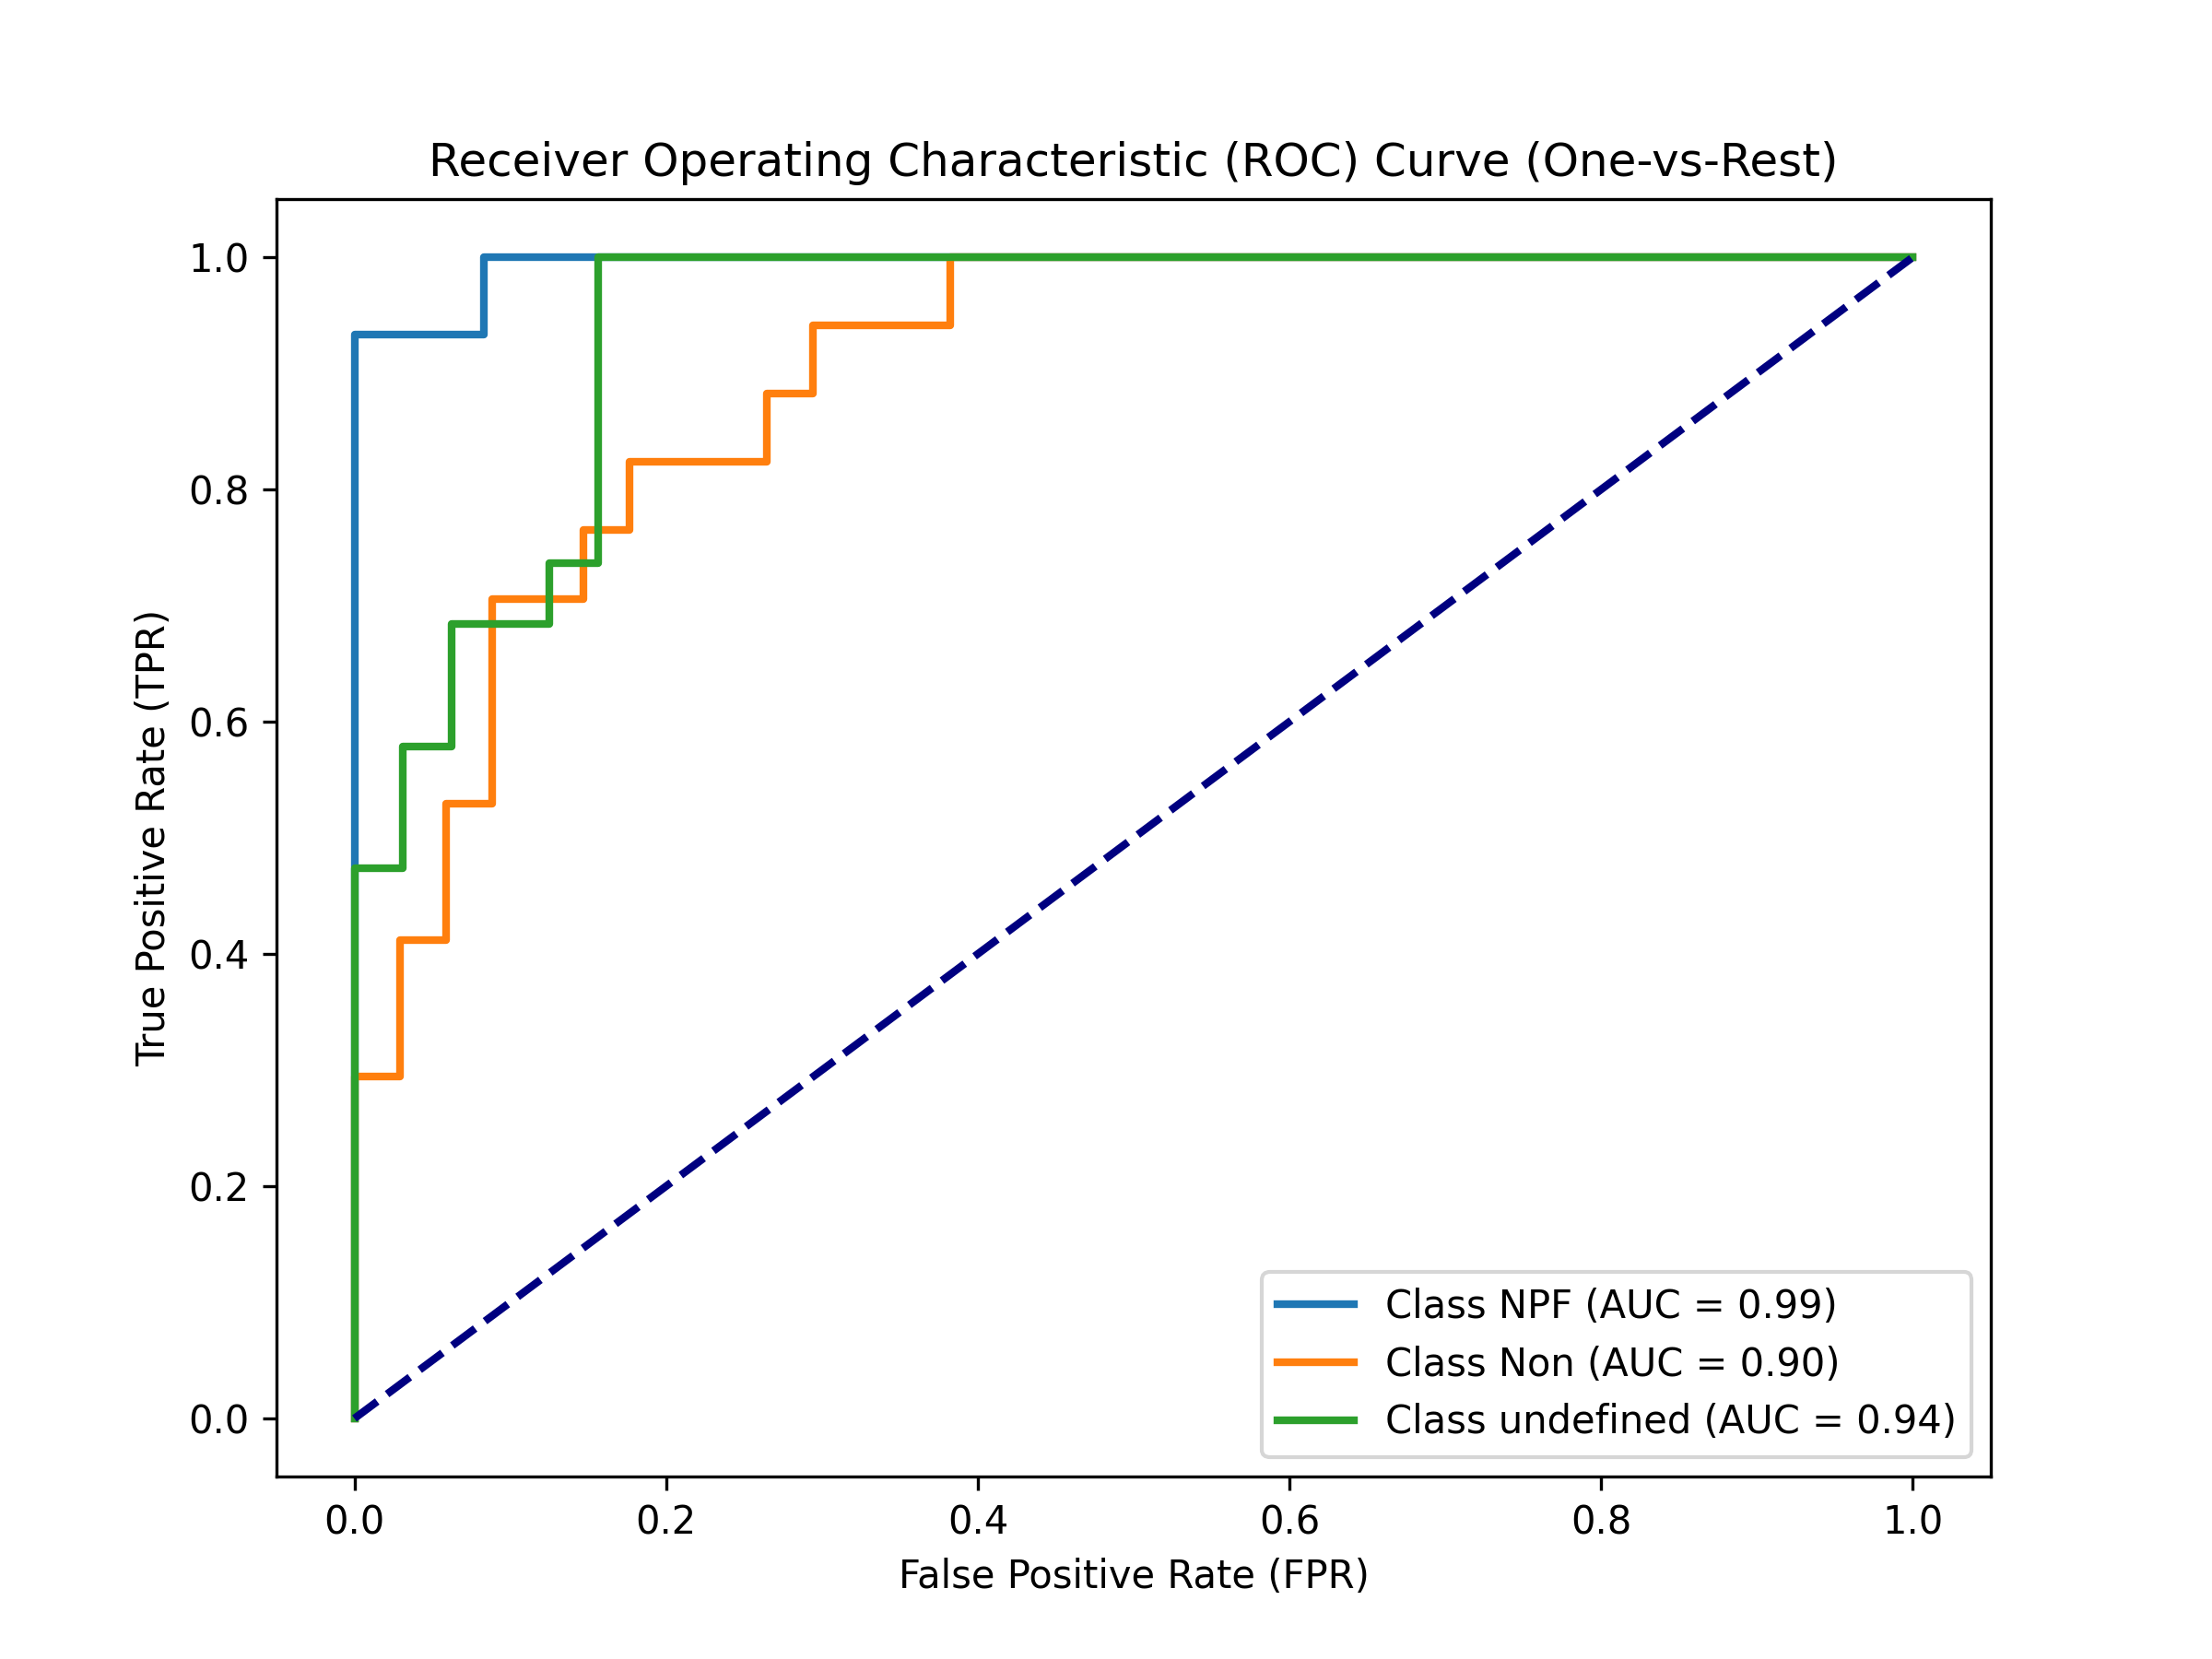 Receiver Operating Characteristic (ROC) Curve (One-vs-Rest)
True Positive Rate (TPR)
1.0
0.8
0.6
0.4
0.2
0.0
0.0 0.2 0.4 0.6 0.8 1.0
False Positive Rate (FPR)
Class NPF (AUC = 0.99)
Class Non (AUC = 0.90)
Class undefined (AUC = 0.94)